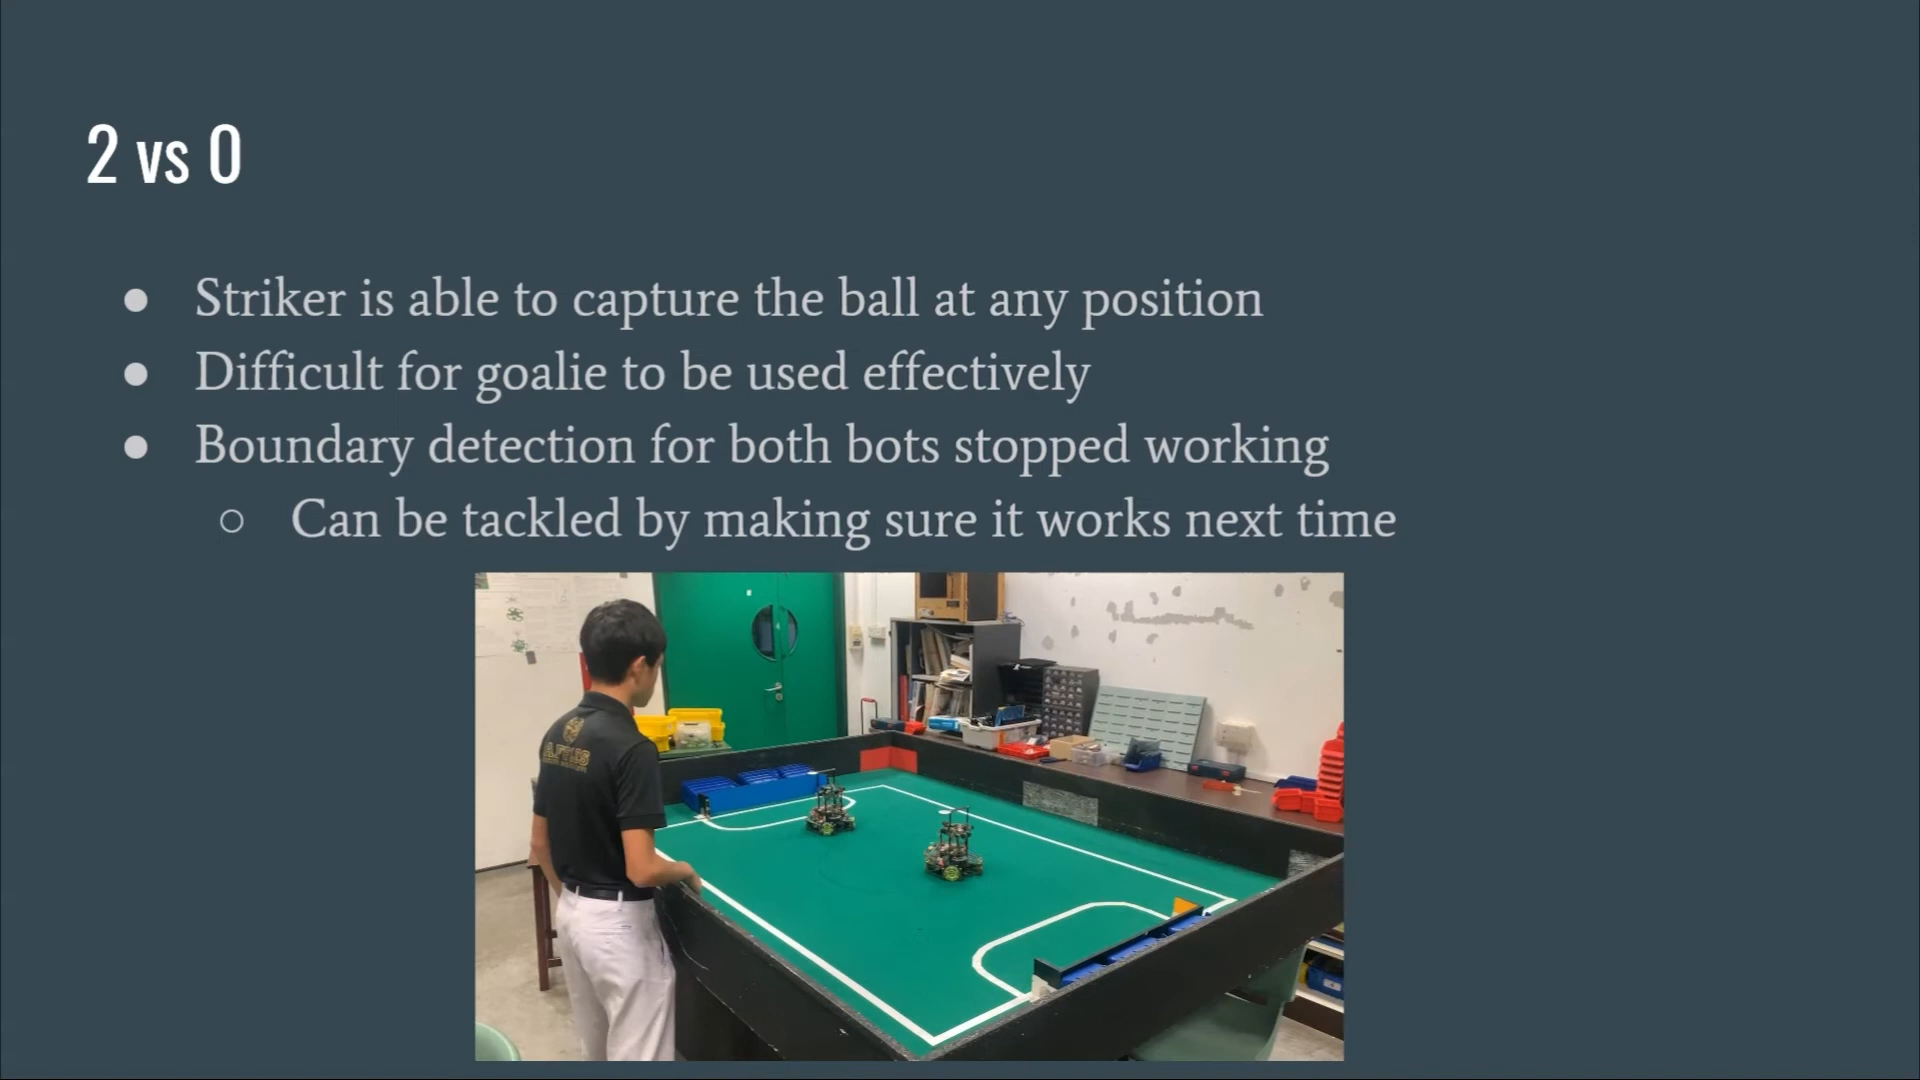 2 vs 0
● Striker is able to capture the ball at any position
● Difficult for goalie to be used effectively
● Boundary detection for both bots stopped working
○ Can be tackled by making sure it works next time